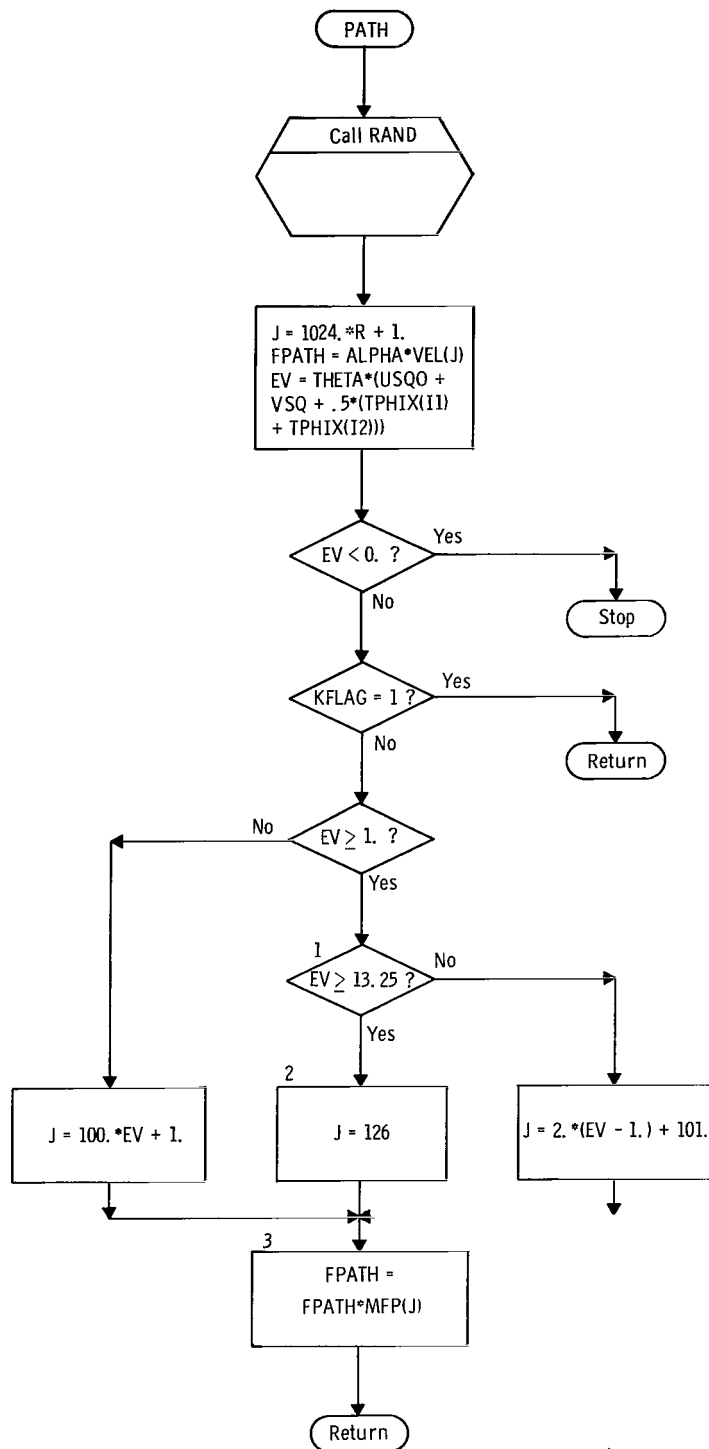 PATH
Call RAND
J = 1024.*R + 1.
FPATH = ALPHA*VEL(J)
EV = THETA*(USQO +
VSQ + .5*(TPHIX(I1)
+ TPHIX(I2)))
EV < 0. ?
Yes
No
Stop
KFLAG = 1 ?
Yes
No
Return
EV ≥ 1. ?
No
Yes
1
EV ≥ 13.25 ?
No
Yes
J = 100.*EV + 1.
2
J = 126
J = 2.*(EV - 1.) + 101.
3
FPATH =
FPATH*MFP(J)
Return